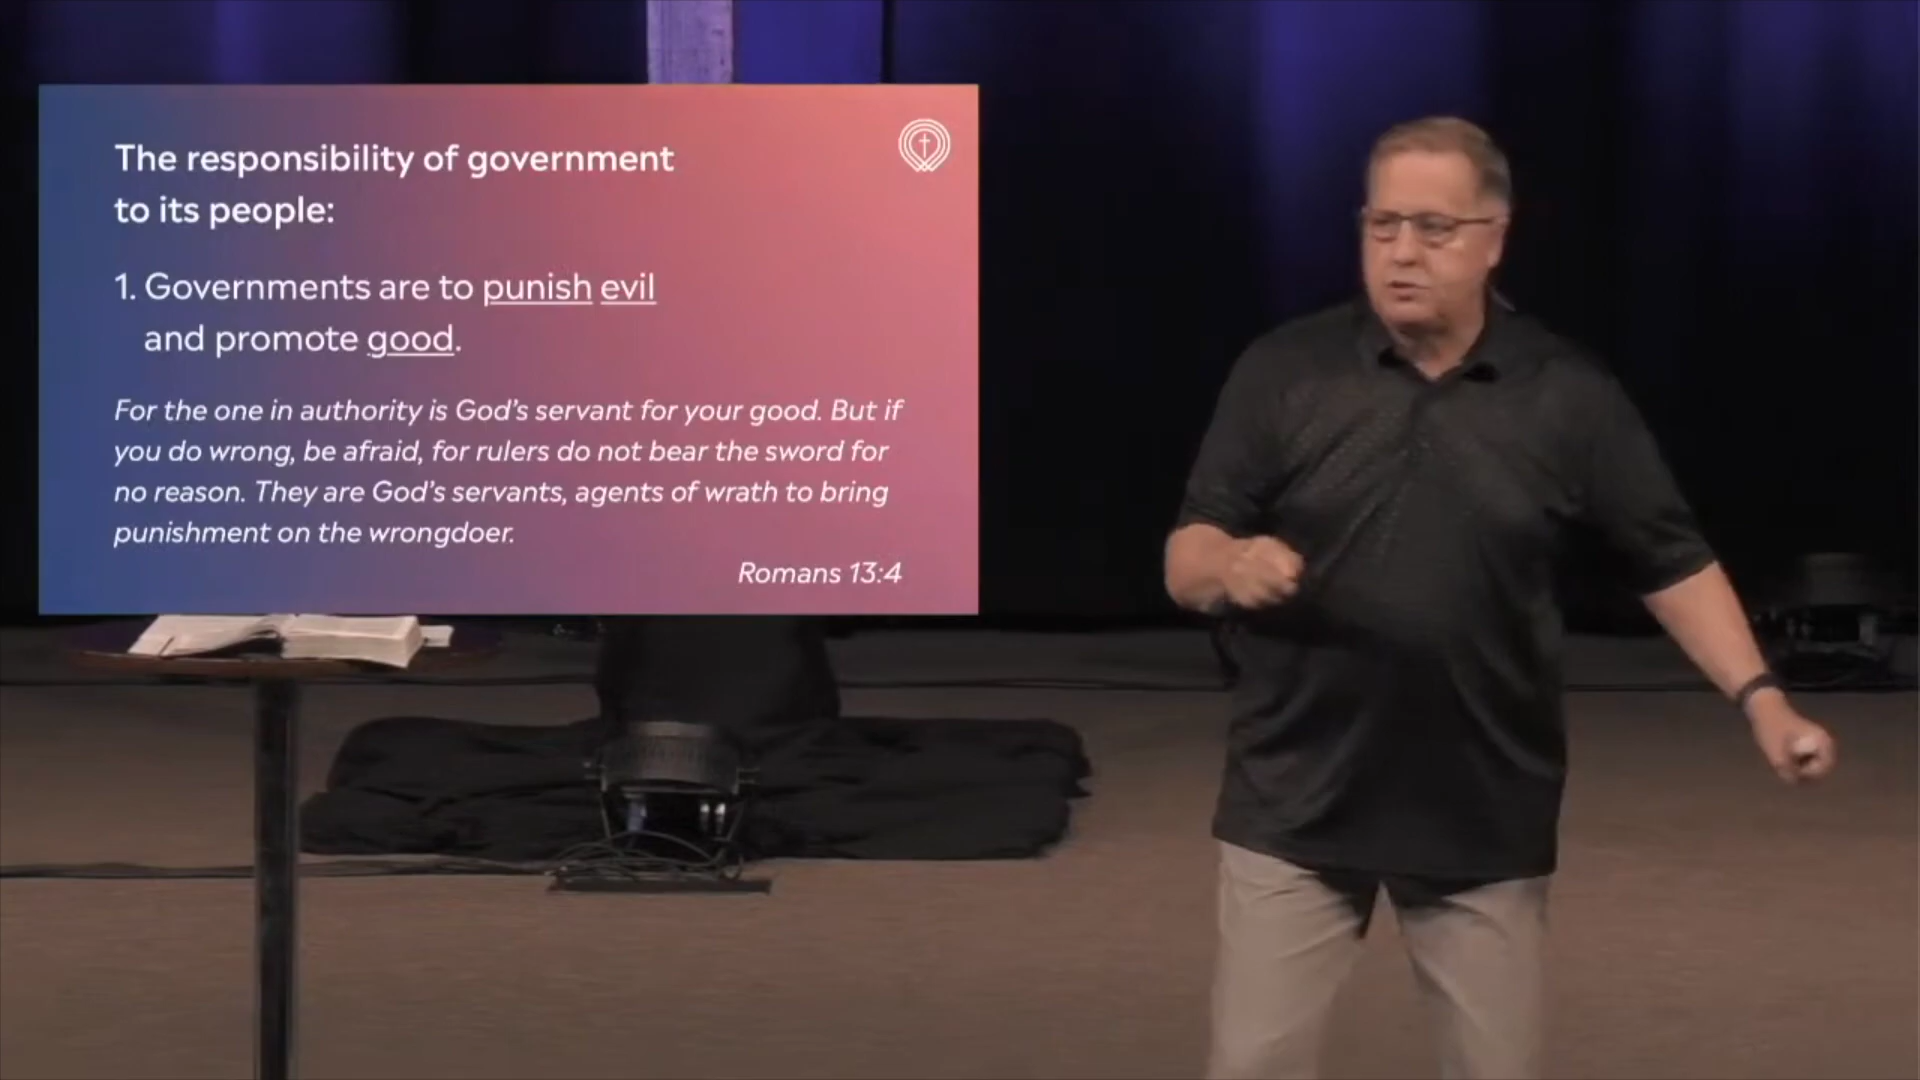 The responsibility of government
to its people:
1. Governments are to punish evil
and promote good.
For the one in authority is God's servant for your good. But if
you do wrong, be afraid, for rulers do not bear the sword for
no reason. They are God's servants, agents of wrath to bring
punishment on the wrongdoer.
Romans 13:4